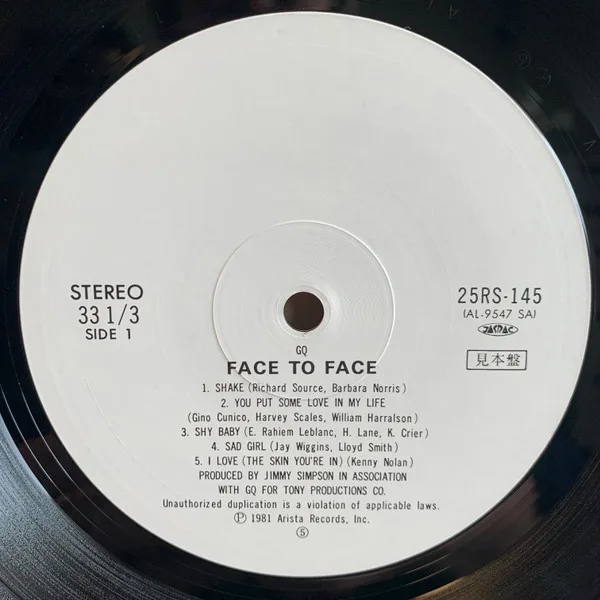 STEREO
33 1/3
SIDE 1
25RS-145
(AL-9547 SA)
JASRAC
見本盤
GQ
FACE TO FACE
1. SHAKE (Richard Source, Barbara Norris)
2. YOU PUT SOME LOVE IN MY LIFE
(Gino Cunico, Harvey Scales, William Harralson)
3. SHY BABY (E. Rahiem Leblanc, H. Lane, K. Crier)
4. SAD GIRL (Jay Wiggins, Lloyd Smith)
5. I LOVE (THE SKIN YOU'RE IN) (Kenny Nolan)
PRODUCED BY JIMMY SIMPSON IN ASSOCIATION
WITH GQ FOR TONY PRODUCTIONS CO.
Unauthorized duplication is a violation of applicable laws.
Ⓟ 1981 Arista Records, Inc.
⑤